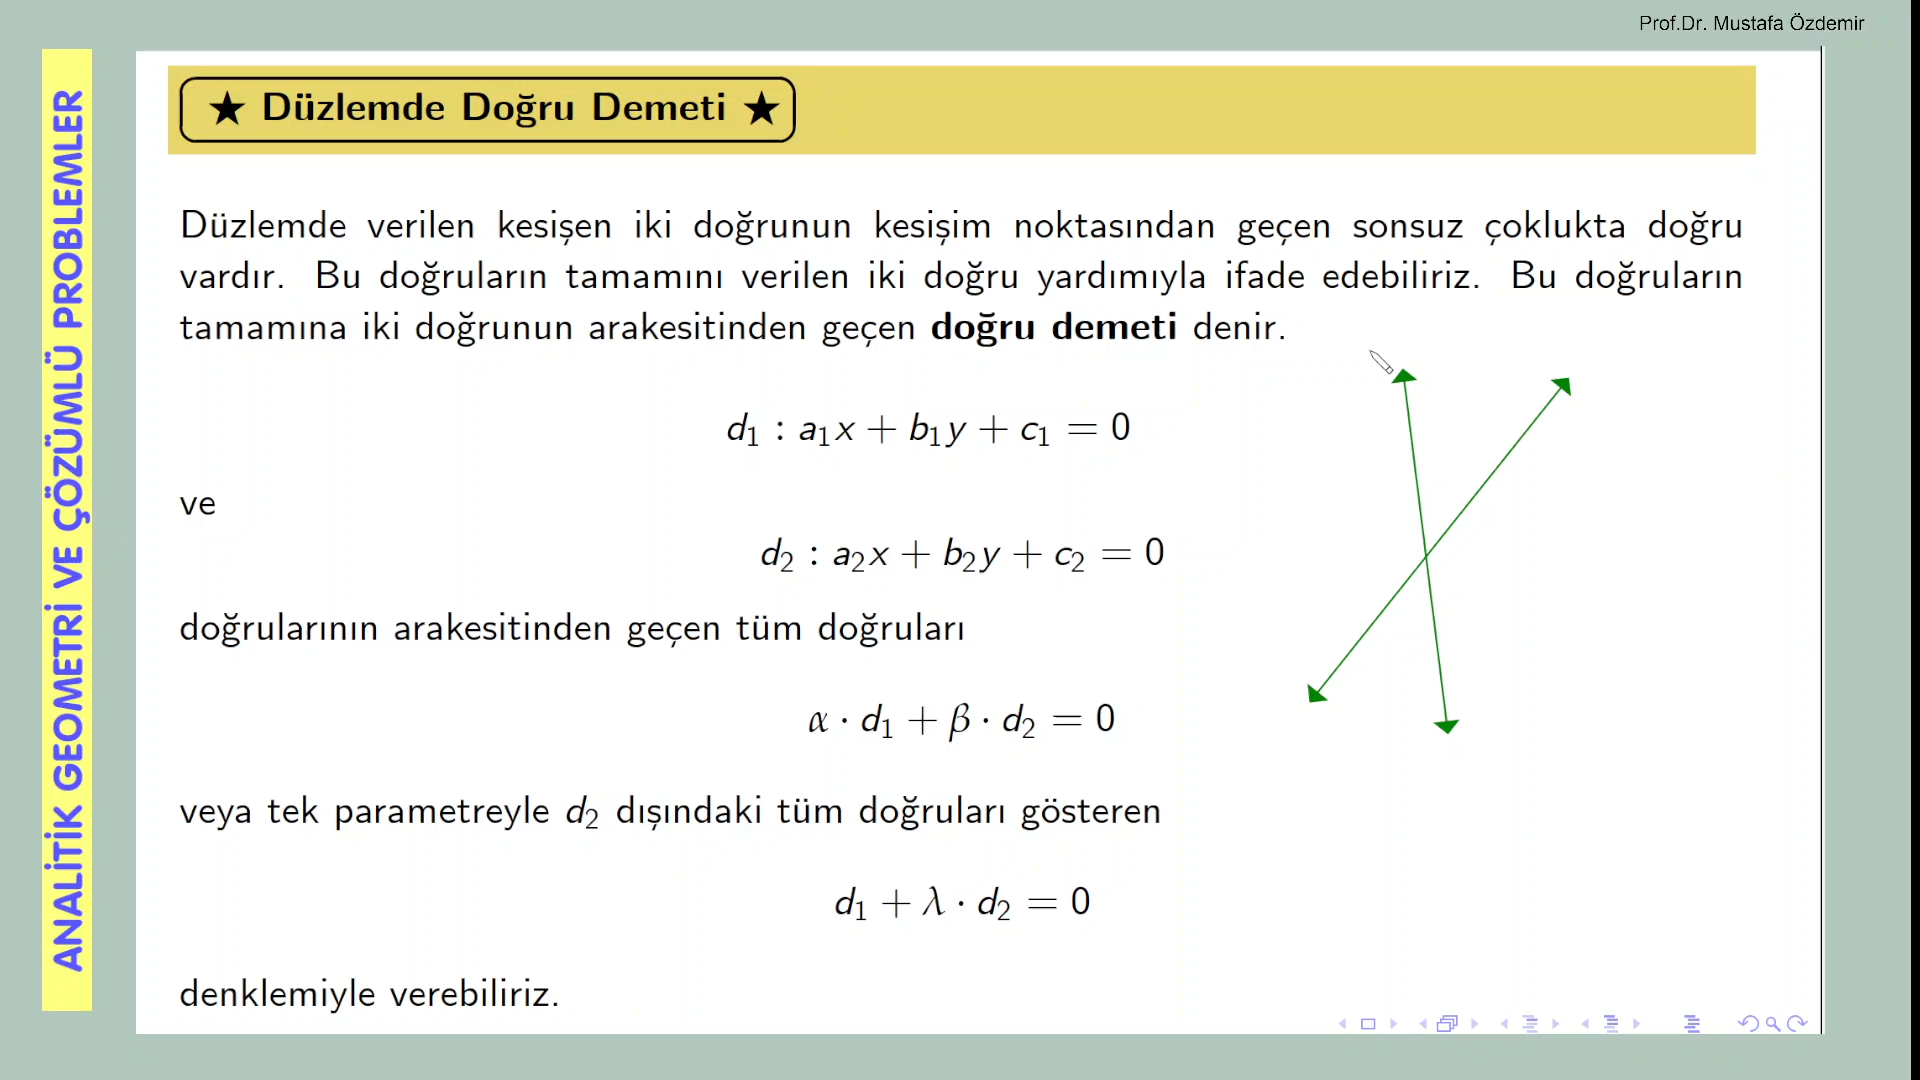 Prof.Dr. Mustafa Özdemir
ANALİTİK GEOMETRİ VE ÇÖZÜMLÜ PROBLEMLER
★ Düzlemde Doğru Demeti ★
Düzlemde verilen kesişen iki doğrunun kesişim noktasından geçen sonsuz çoklukta doğru
vardır. Bu doğruların tamamını verilen iki doğru yardımıyla ifade edebiliriz. Bu doğruların
tamamına iki doğrunun arakesitinden geçen doğru demeti denir.
d₁ : a₁x + b₁y + c₁ = 0
ve
d₂ : a₂x + b₂y + c₂ = 0
doğrularının arakesitinden geçen tüm doğruları
α · d₁ + β · d₂ = 0
veya tek parametreyle d₂ dışındaki tüm doğruları gösteren
d₁ + λ · d₂ = 0
denklemiyle verebiliriz.